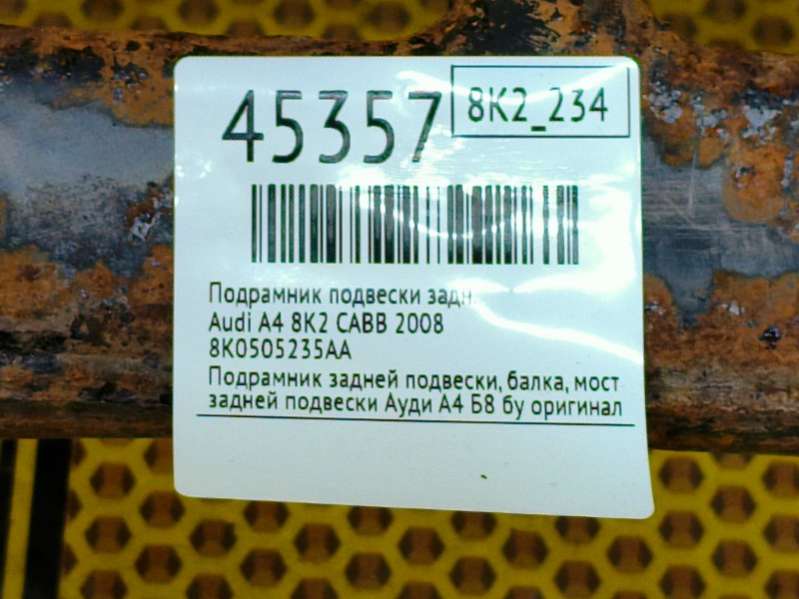 45357
8K2_234
Подрамник подвески задн.
Audi A4 8K2 CABB 2008
8K0505235AA
Подрамник задней подвески, балка, мост
задней подвески Ауди А4 Б8 бу оригинал